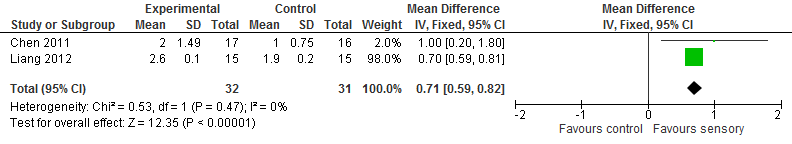 Experimental Control Mean Difference Mean Difference
Study or Subgroup Mean SD Total Mean SD Total Weight IV, Fixed, 95% CI IV, Fixed, 95% CI
Chen 2011 2 1.49 17 1 0.75 16 2.0% 1.00 [0.20, 1.80]
Liang 2012 2.6 0.1 15 1.9 0.2 15 98.0% 0.70 [0.59, 0.81]
Total (95% CI) 32 31 100.0% 0.71 [0.59, 0.82]
Heterogeneity: Chi² = 0.53, df = 1 (P = 0.47); I² = 0%
Test for overall effect: Z = 12.35 (P < 0.00001)
-2 -1 0 1 2
Favours control Favours sensory